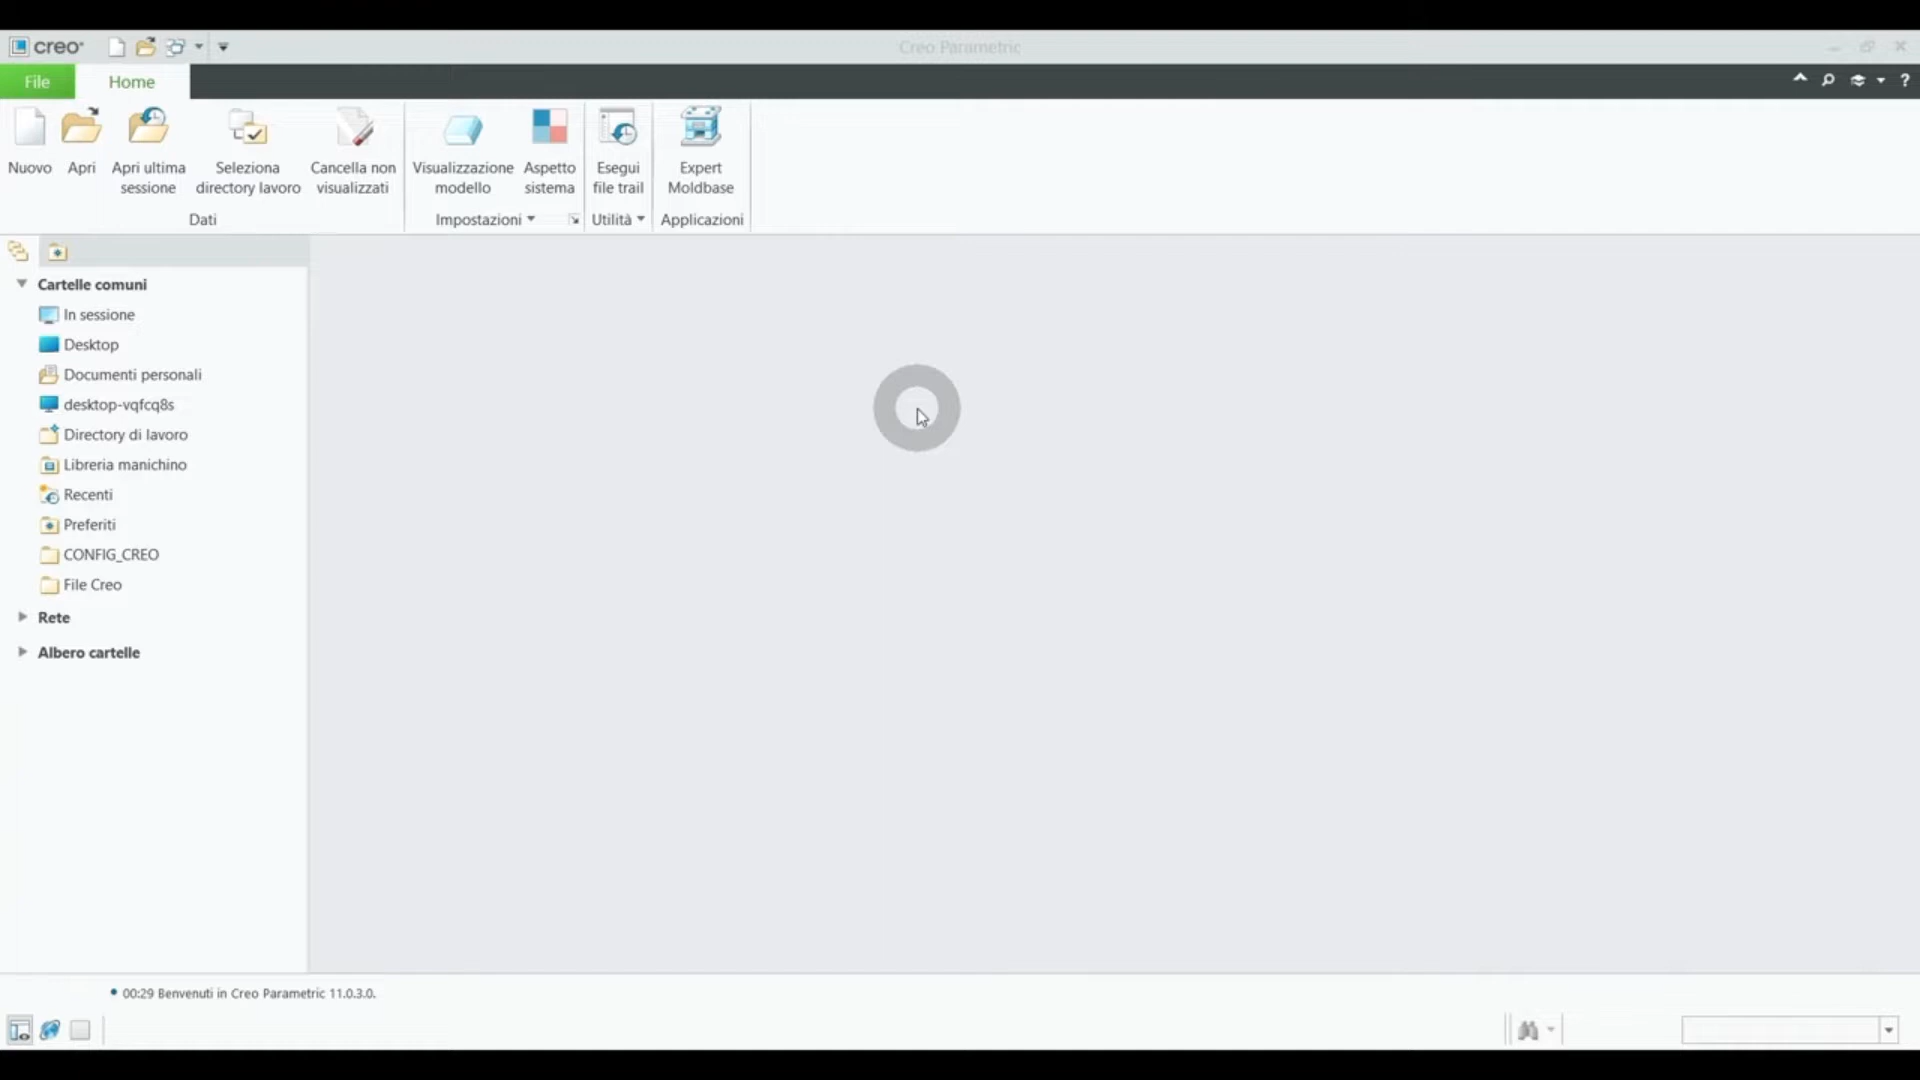 creo
Creo Parametric
File
Home
?
Nuovo
Apri
Apri ultima
sessione
Seleziona
directory lavoro
Cancella non
visualizzati
Visualizzazione
modello
Aspetto
sistema
Esegui
file trail
Expert
Moldbase
Dati
Impostazioni
Utilità
Applicazioni
Cartelle comuni
In sessione
Desktop
Documenti personali
desktop-vqfcq8s
Directory di lavoro
Libreria manichino
Recenti
Preferiti
CONFIG_CREO
File Creo
Rete
Albero cartelle
• 00:29 Benvenuti in Creo Parametric 11.0.3.0.